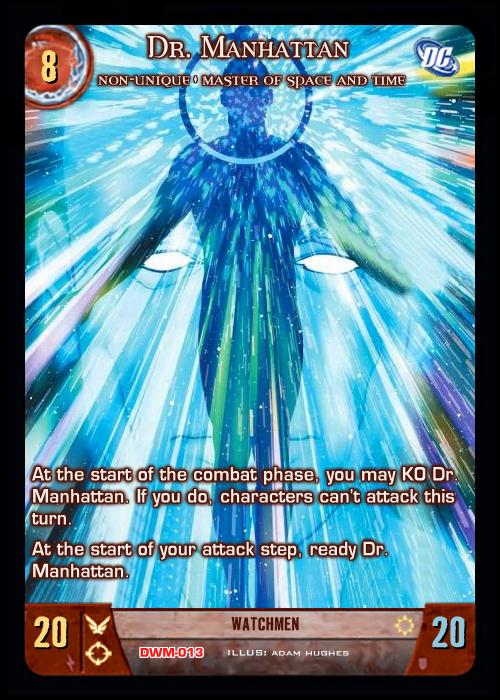 8
Dr. Manhattan
DC
NON-UNIQUE • MASTER OF SPACE AND TIME
At the start of the combat phase, you may KO Dr.
Manhattan. If you do, characters can't attack this
turn.
At the start of your attack step, ready Dr.
Manhattan.
20
WATCHMEN
20
DWM-013
ILLUS: ADAM HUGHES